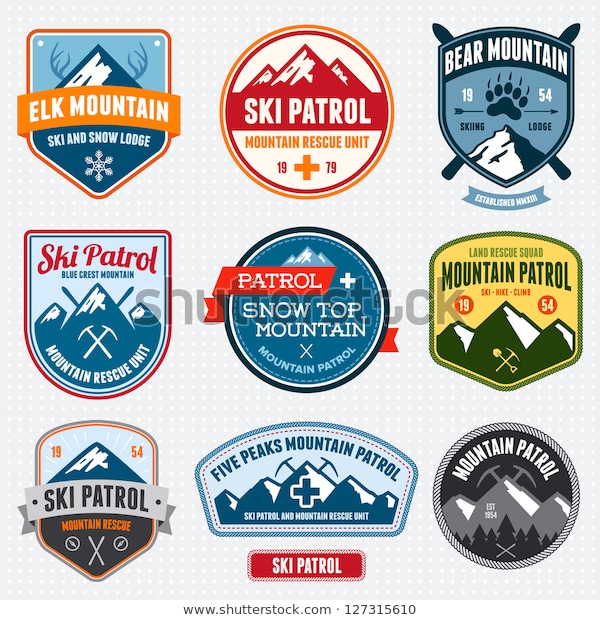 ELK MOUNTAIN
SKI AND SNOW LODGE
SKI PATROL
MOUNTAIN RESCUE UNIT
19 79
BEAR MOUNTAIN
19 54
SKIING LODGE
ESTABLISHED MMXIII
Ski Patrol
BLUE CREST MOUNTAIN
MOUNTAIN RESCUE UNIT
PATROL
SNOW TOP
MOUNTAIN
MOUNTAIN PATROL
LAND RESCUE SQUAD
MOUNTAIN PATROL
SKI · HIKE · CLIMB
19 54
19 54
SKI PATROL
MOUNTAIN RESCUE
FIVE PEAKS MOUNTAIN PATROL
SKI PATROL AND MOUNTAIN RESCUE UNIT
SKI PATROL
MOUNTAIN PATROL
EST
1954
shutterstock
shutterstock.com · 127315610